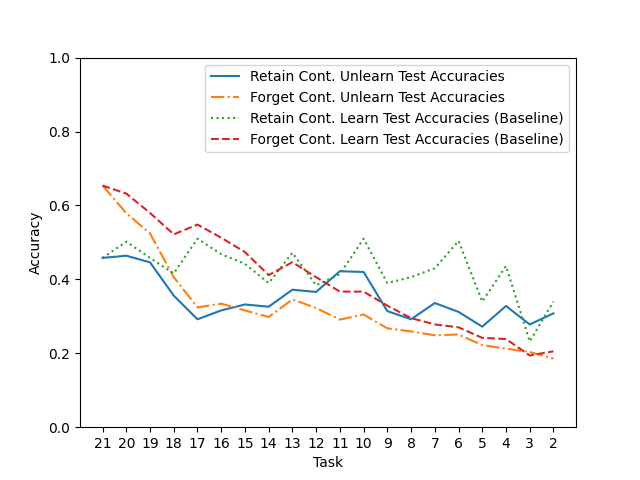 1.0
0.8
0.6
0.4
0.2
0.0
Accuracy
Retain Cont. Unlearn Test Accuracies
Forget Cont. Unlearn Test Accuracies
Retain Cont. Learn Test Accuracies (Baseline)
Forget Cont. Learn Test Accuracies (Baseline)
21 20 19 18 17 16 15 14 13 12 11 10 9 8 7 6 5 4 3 2
Task